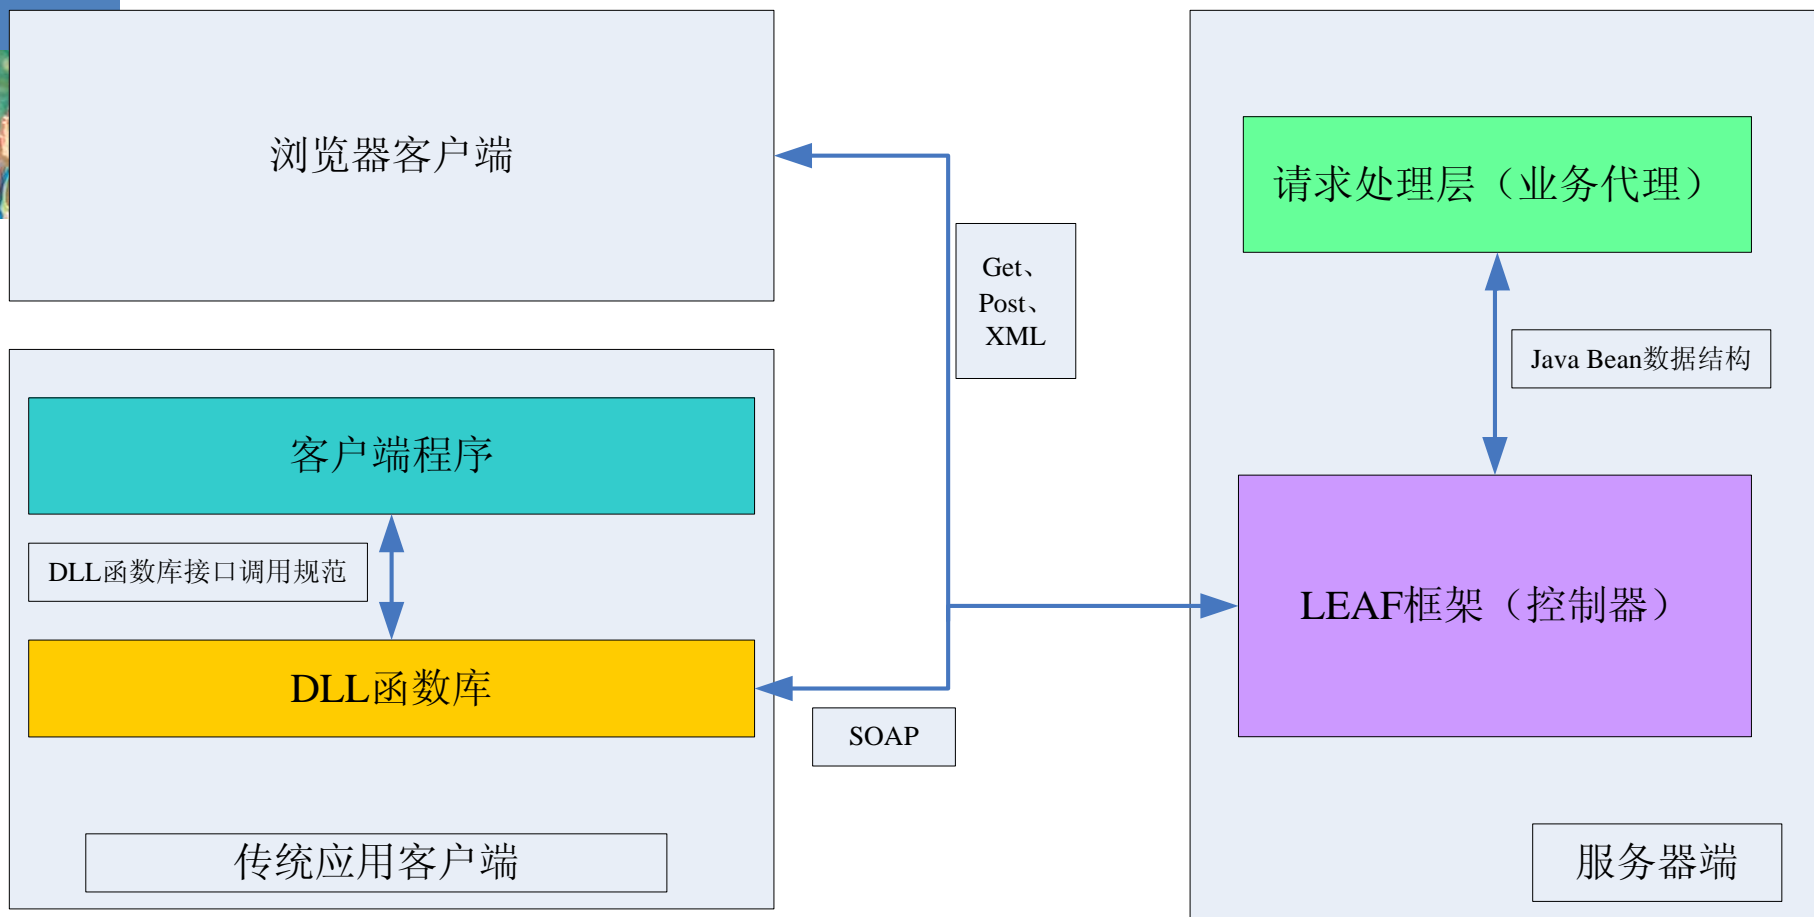 浏览器客户端
Get、
Post、
XML
客户端程序
DLL函数库接口调用规范
DLL函数库
SOAP
传统应用客户端
请求处理层（业务代理）
Java Bean数据结构
LEAF框架（控制器）
服务器端